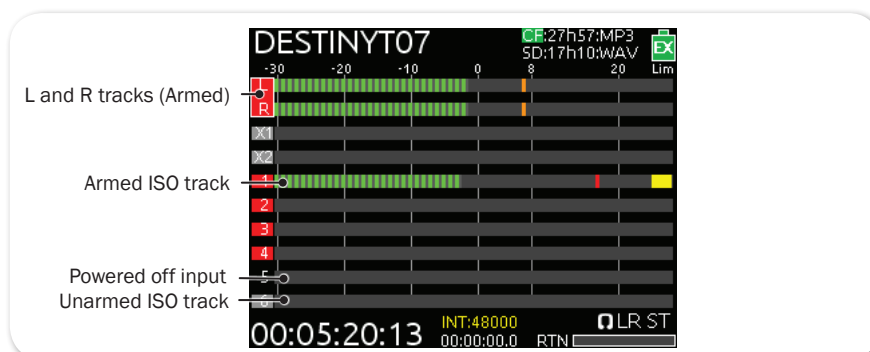 DESTINYT07
CF:27h57:MP3
SD:17h10:WAV
EX
-30 -20 -10 0 8 20 Lim
L and R tracks (Armed)
L
R
X1
X2
Armed ISO track
1
2
3
4
Powered off input
5
Unarmed ISO track
6
00:05:20:13
INT:48000
00:00:00.0
LR ST
RTN